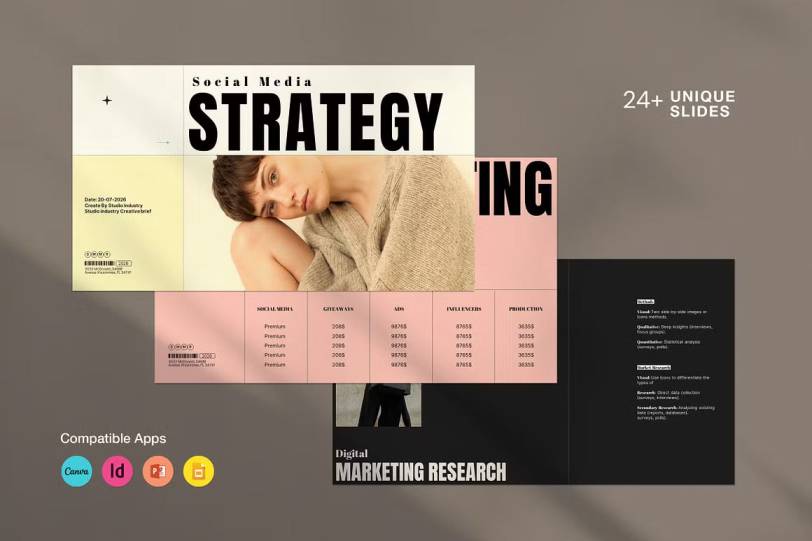 Social Media
STRATEGY
24+ UNIQUE
SLIDES
Date: 20-07-2026
Create By Studio Industry
Studio Industry Creative brief
2026
TING
SOCIAL MEDIA GIVEAWAYS ADS INFLUENCERS PRODUCTION
Premium 208$ 9876$ 8765$ 3635$
Premium 208$ 9876$ 8765$ 3635$
Premium 208$ 9876$ 8765$ 3635$
Premium 208$ 9876$ 8765$ 3635$
Premium 208$ 9876$ 8765$ 3635$
2026
Methods
Visual: Two side-by-side images or
icons methods.
Qualitative: Deep insights (interviews,
focus groups).
Quantitative: Statistical analysis
(surveys, polls).
Market Research
Visual: Use icons to differentiate the
types of
Research: Direct data collection
(surveys, interviews).
Secondary Research: Analyzing existing
data (reports, databases).
surveys, polls).
Digital
MARKETING RESEARCH
Compatible Apps
Canva
Id
P